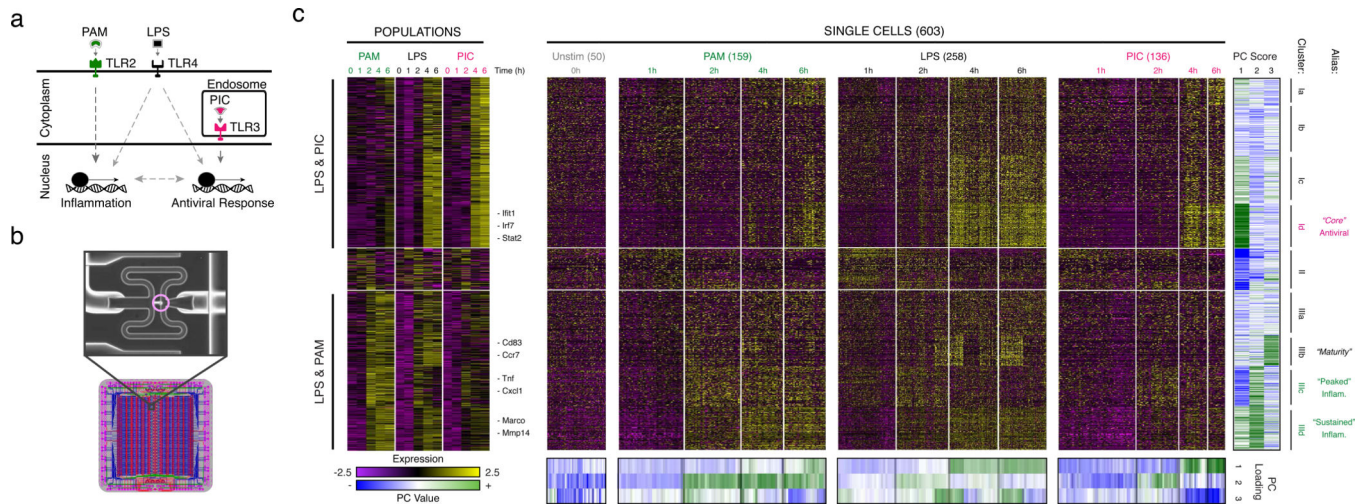 a
PAM
LPS
TLR2
TLR4
Endosome
PIC
TLR3
Cytoplasm
Nucleus
Inflammation
Antiviral Response
b
c
POPULATIONS
PAM LPS PIC
0 1 2 4 6 0 1 2 4 6 0 1 2 4 6 Time (h)
LPS & PIC
LPS & PAM
- Ifit1
- Irf7
- Stat2
- Cd83
- Ccr7
- Tnf
- Cxcl1
- Marco
- Mmp14
Expression
-2.5 2.5
- +
PC Value
SINGLE CELLS (603)
Unstim (50) PAM (159) LPS (258) PIC (136)
0h 1h 2h 4h 6h 1h 2h 4h 6h 1h 2h 4h 6h
PC Score
1 2 3
Cluster:
Alias:
Ia
Ib
Ic
Id
"Core"
Antiviral
II
IIIa
IIIb
"Maturity"
IIIc
"Peaked"
Inflam.
IIId
"Sustained"
Inflam.
1
2
3
PC
Loading